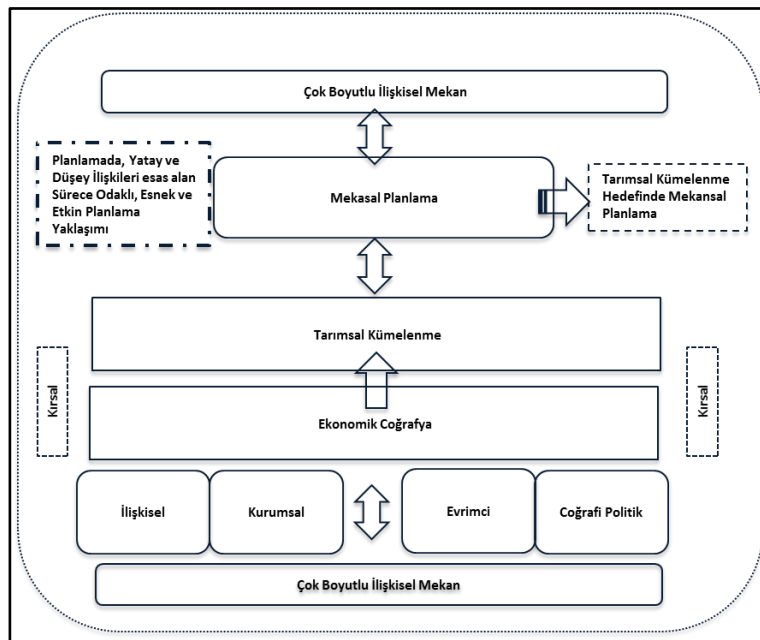 Çok Boyutlu İlişkisel Mekan
Planlamada, Yatay ve
Düşey İlişkileri esas alan
Sürece Odaklı, Esnek ve
Etkin Planlama
Yaklaşımı
Mekasal Planlama
Tarımsal Kümelenme
Hedefinde Mekansal
Planlama
Tarımsal Kümelenme
Kırsal
Kırsal
Ekonomik Coğrafya
İlişkisel
Kurumsal
Evrimci
Coğrafi Politik
Çok Boyutlu İlişkisel Mekan